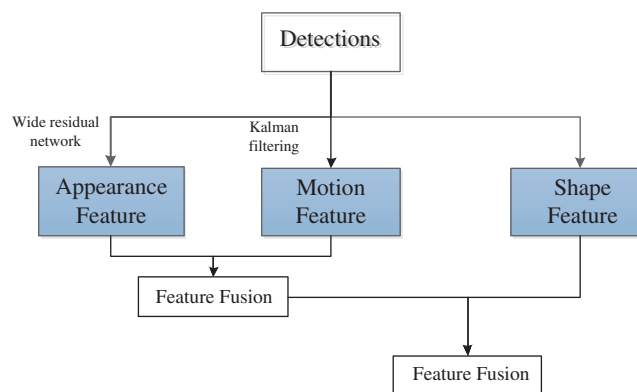 Detections
Wide residual
network
Kalman
filtering
Appearance
Feature
Motion
Feature
Shape
Feature
Feature Fusion
Feature Fusion